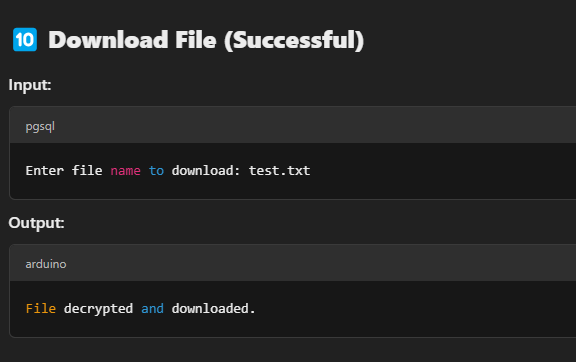 🔟 Download File (Successful)
Input:
pgsql
Enter file name to download: test.txt
Output:
arduino
File decrypted and downloaded.